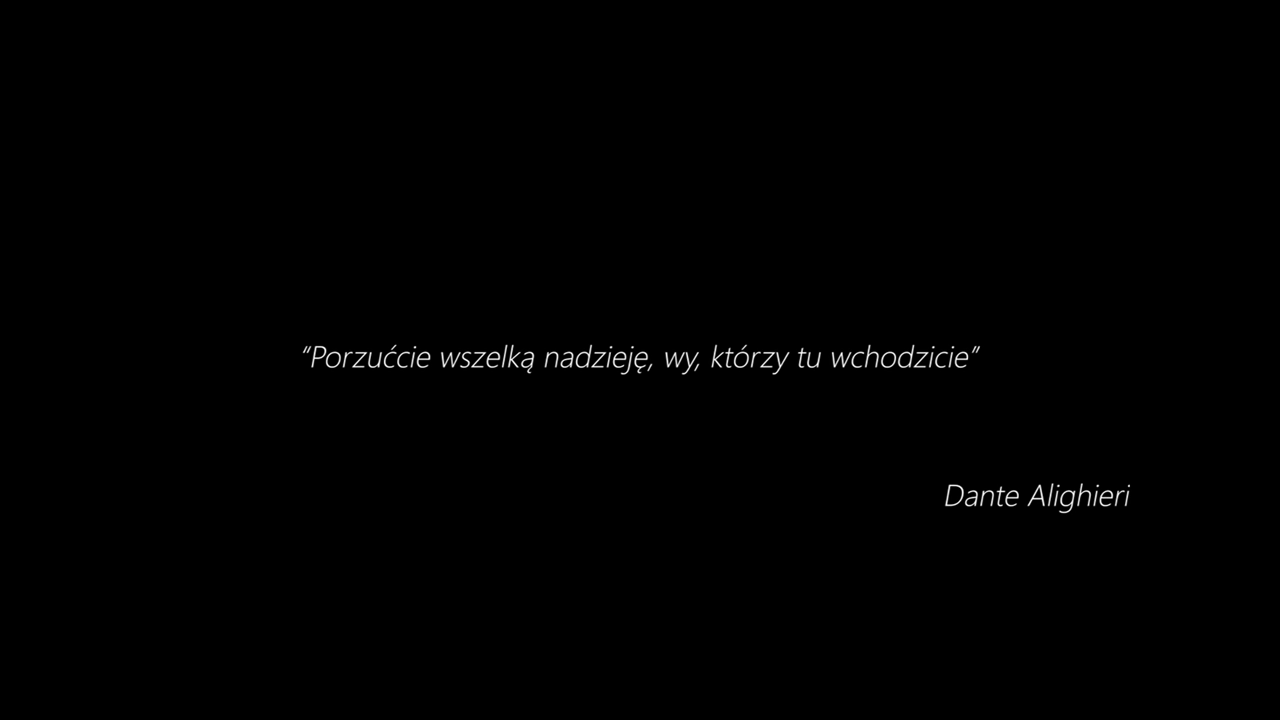 “Porzućcie wszelką nadzieję, wy, którzy tu wchodzicie”
Dante Alighieri